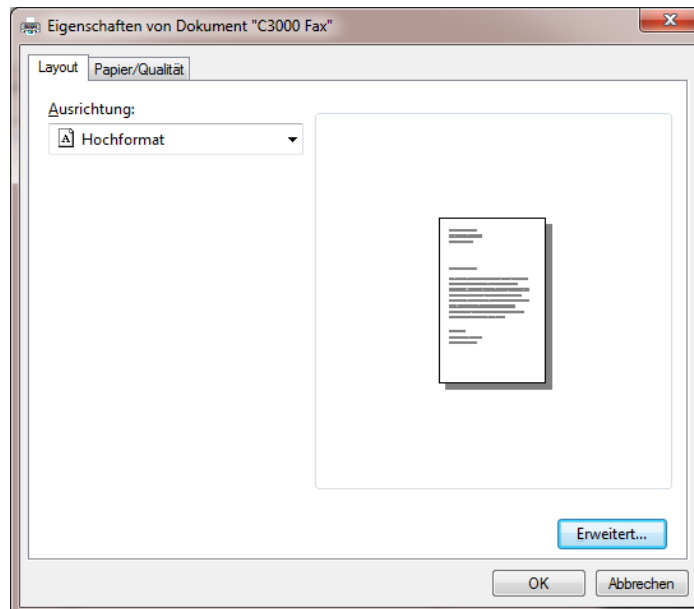 Eigenschaften von Dokument "C3000 Fax"
Layout
Papier/Qualität
Ausrichtung:
A Hochformat
Erweitert...
OK
Abbrechen